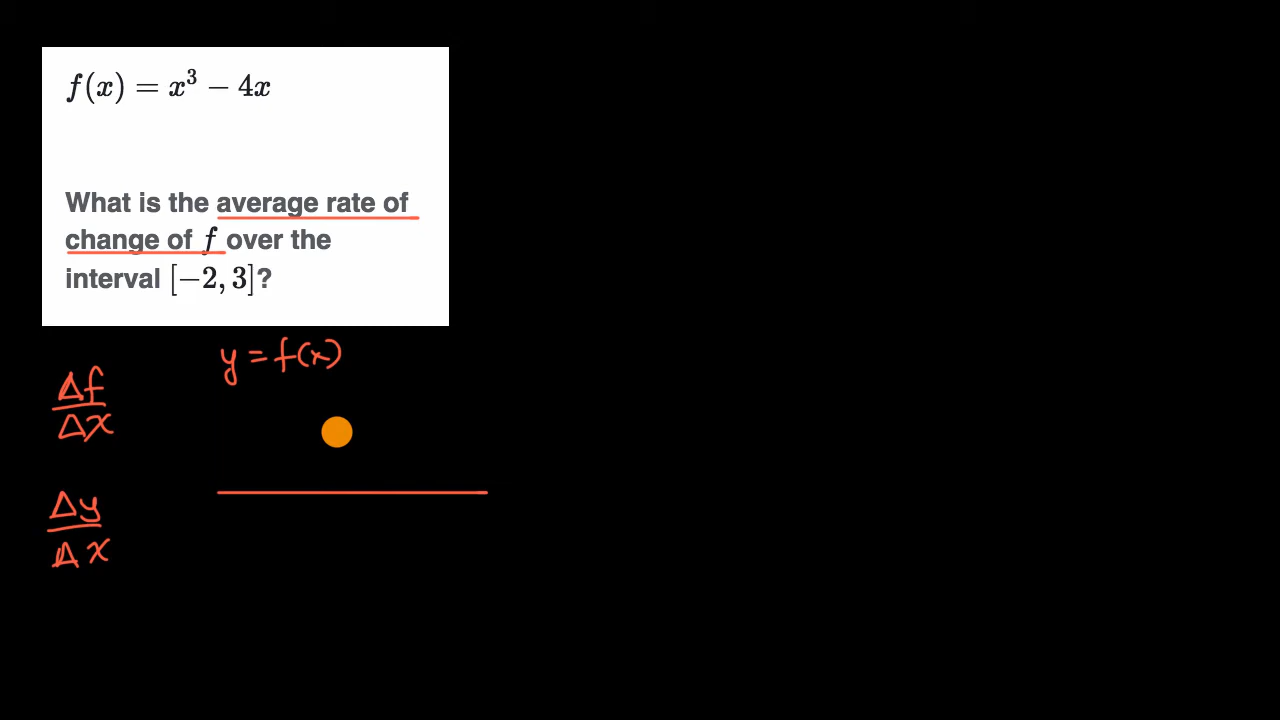 f(x) = x³ − 4x
What is the average rate of
change of f over the
interval [−2, 3]?
y = f(x)
Δf
Δx
Δy
Δx